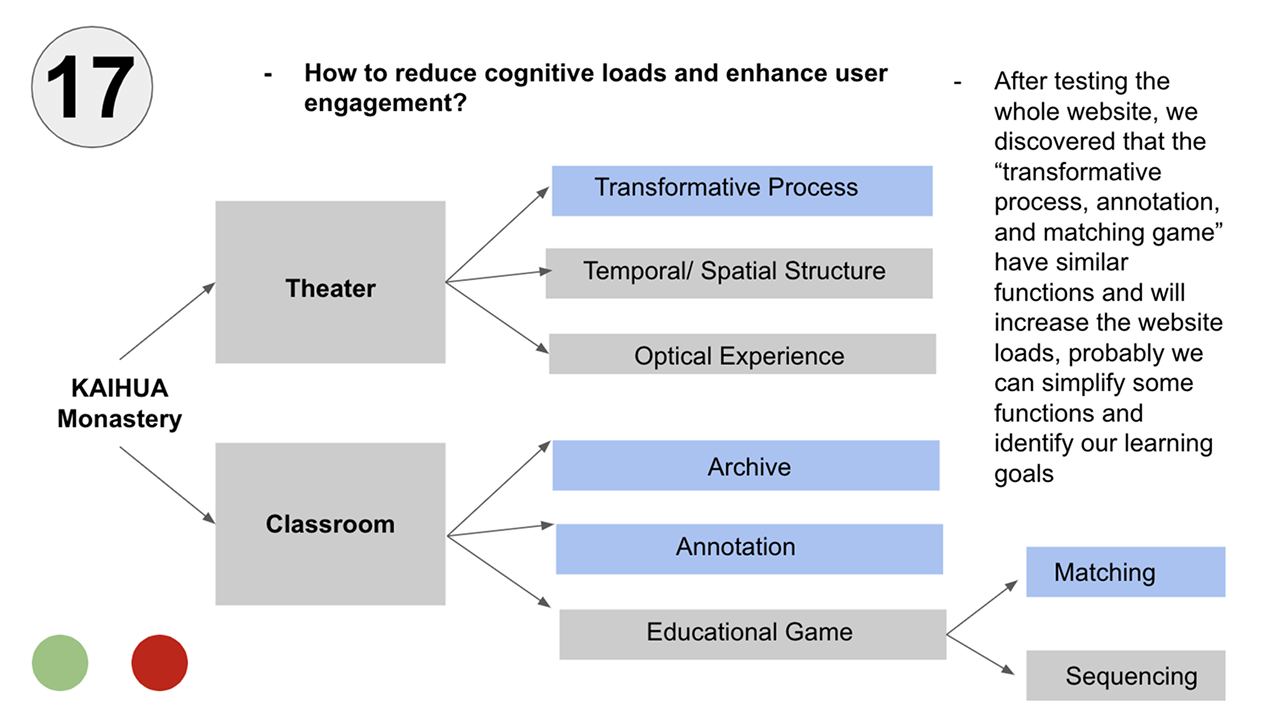 17
- How to reduce cognitive loads and enhance user
engagement?
- After testing the
whole website, we
discovered that the
“transformative
process, annotation,
and matching game”
have similar
functions and will
increase the website
loads, probably we
can simplify some
functions and
identify our learning
goals
KAIHUA
Monastery
Theater
Transformative Process
Temporal/ Spatial Structure
Optical Experience
Classroom
Archive
Annotation
Educational Game
Matching
Sequencing